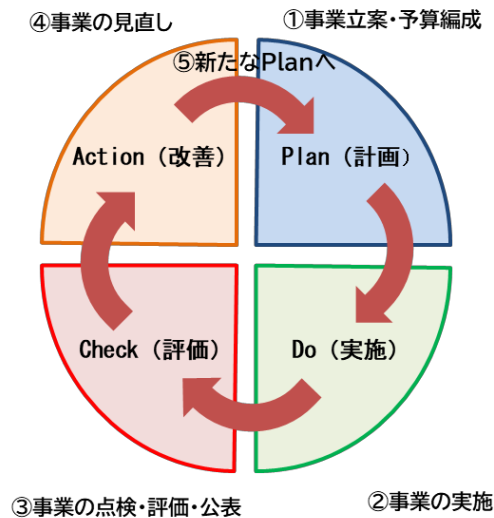 ④事業の見直し
①事業立案・予算編成
⑤新たなPlanへ
Action（改善）
Plan（計画）
Check（評価）
Do（実施）
③事業の点検・評価・公表
②事業の実施